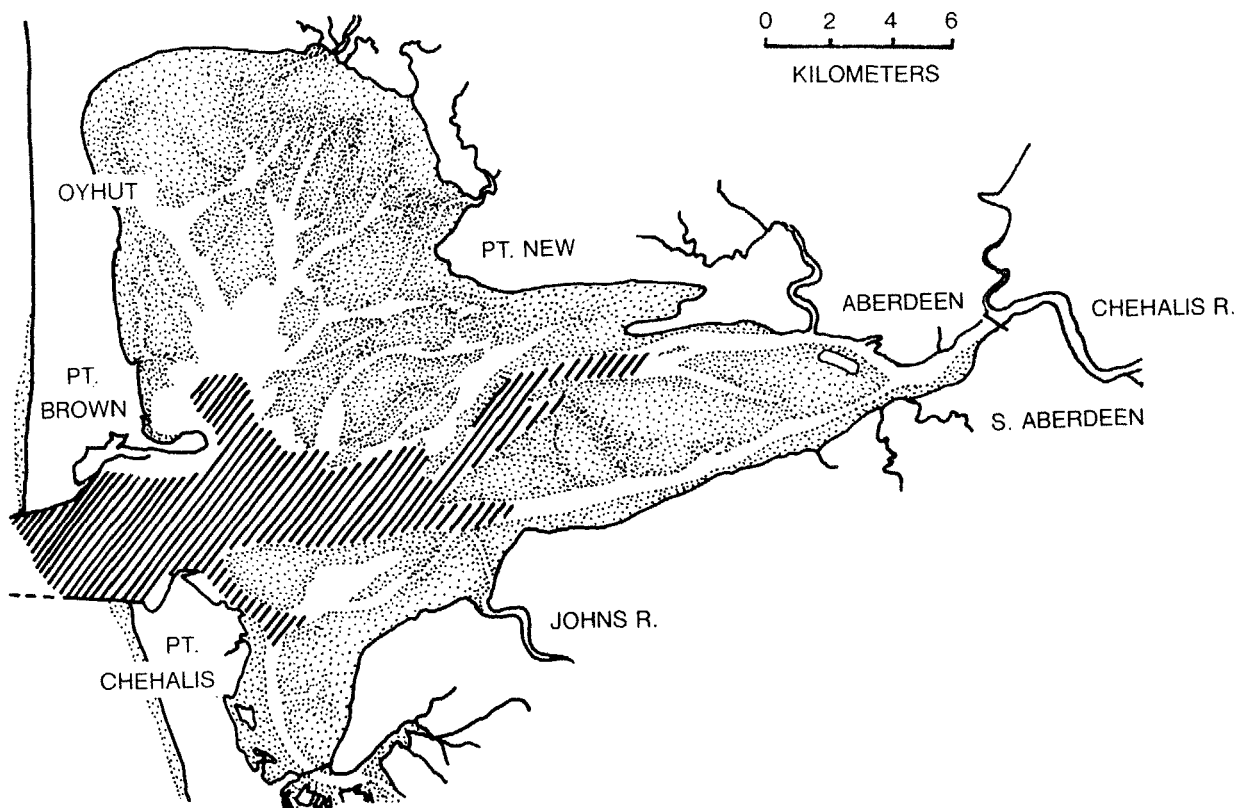 0 2 4 6
KILOMETERS
OYHUT
PT. NEW
ABERDEEN
CHEHALIS R.
PT.
BROWN
S. ABERDEEN
JOHNS R.
PT.
CHEHALIS